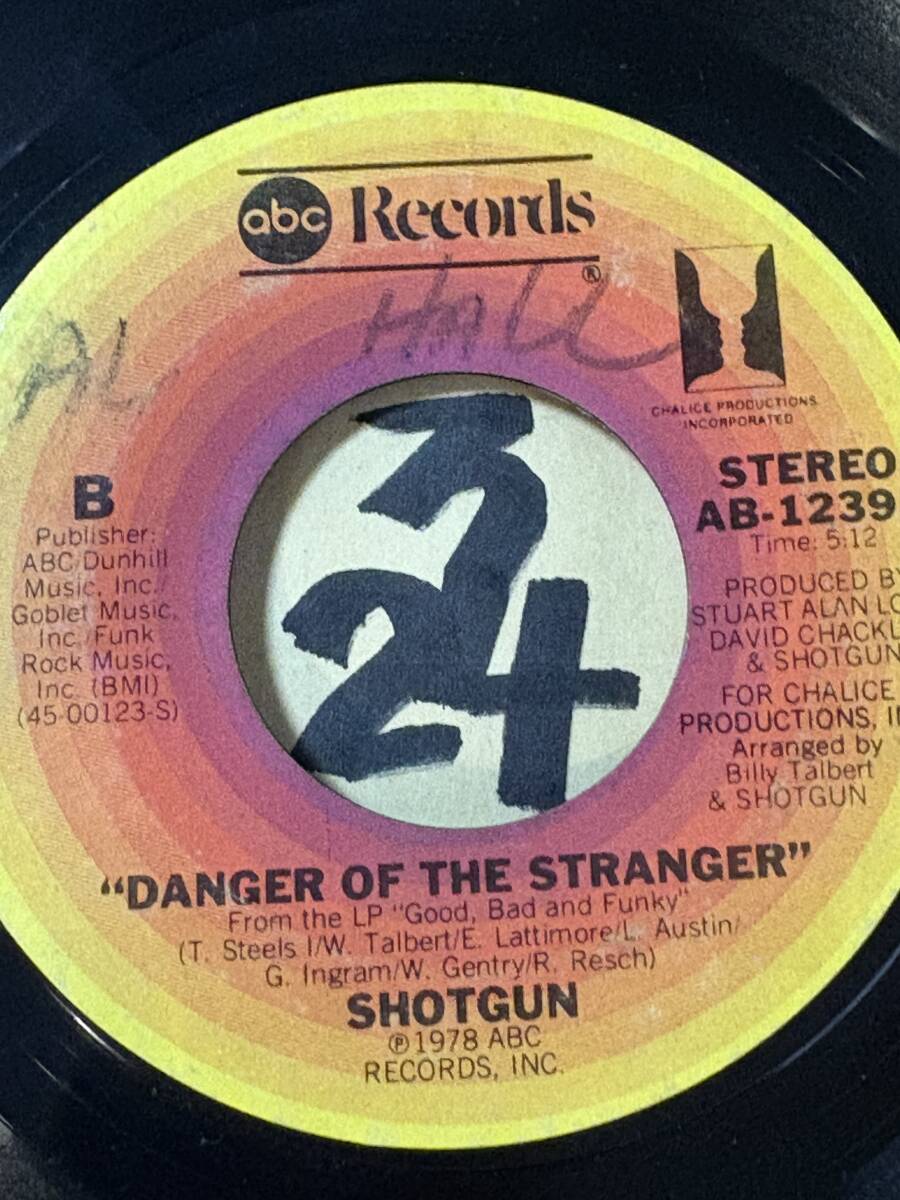 abc Records
®
AL Hall
CHALICE PRODUCTIONS
INCORPORATED
B
Publisher:
ABC/Dunhill
Music, Inc./
Goblet Music,
Inc./Funk
Rock Music,
Inc. (BMI)
(45-00123-S)
3
24
STEREO
AB-1239
Time: 5:12
PRODUCED BY
STUART ALAN LO
DAVID CHACKL
& SHOTGUN
FOR CHALICE
PRODUCTIONS, I
Arranged by
Billy Talbert
& SHOTGUN
"DANGER OF THE STRANGER"
From the LP "Good, Bad and Funky"
(T. Steels I/W. Talbert/E. Lattimore/L. Austin/
G. Ingram/W. Gentry/R. Resch)
SHOTGUN
℗1978 ABC
RECORDS, INC.